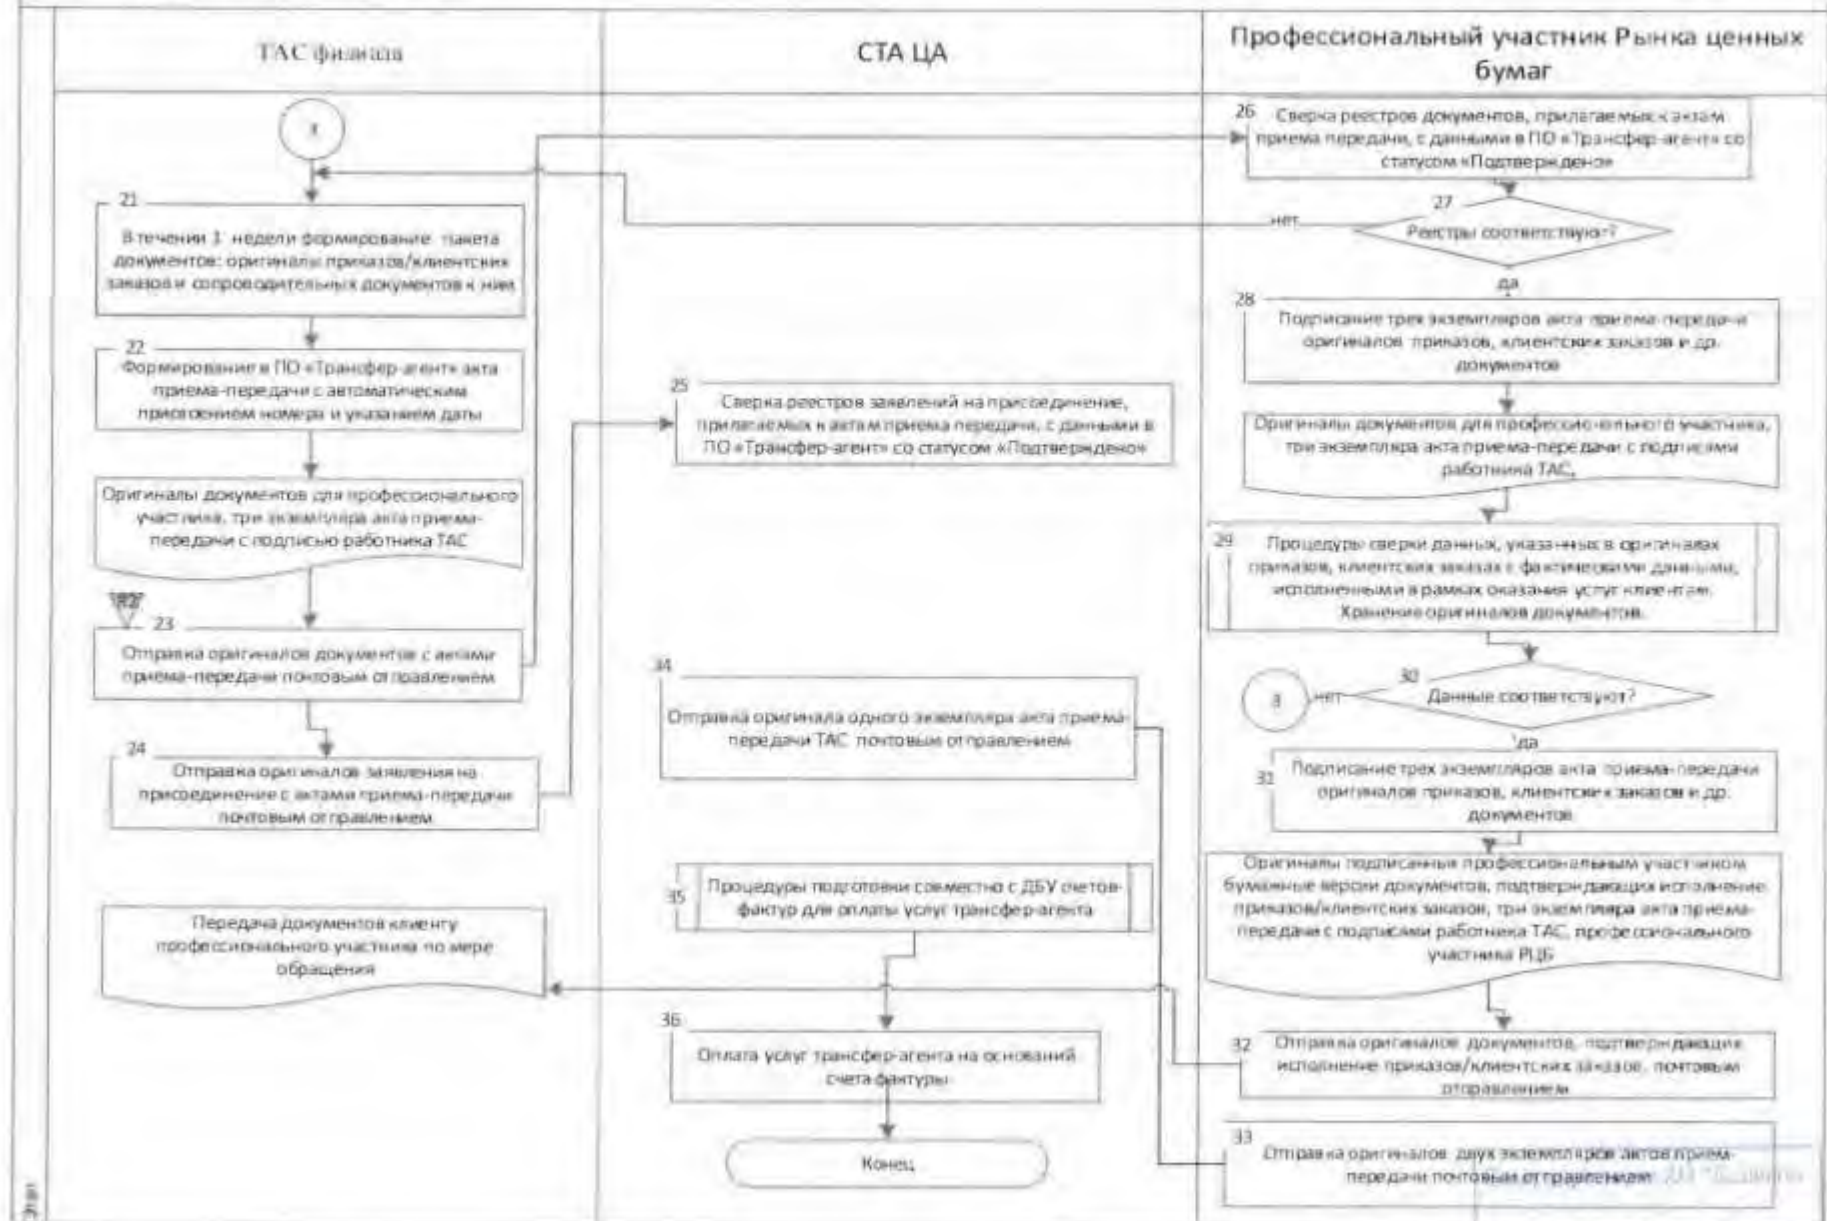 ТАС филиала
СТА ЦА
Профессиональный участник Рынка ценных
бумаг
21
В течении 1 недели формирование пакета
документов: оригиналы приказов/клиентских
заказов и сопроводительных документов к ним
22
Формирование в ПО «Трансфер-агент» акта
приема-передачи с автоматическим
присвоением номера и указанием даты
Оригиналы документов для профессионального
участника, три экземпляра акта приема-
передачи с подписью работника ТАС
23
Отправка оригиналов документов с актами
приема-передачи почтовым отправлением
24
Отправка оригиналов заявления на
присоединение с актами приема-передачи
почтовым отправлением
Передача документов клиенту
профессионального участника по мере
обращения
25
Сверка реестров заявлений на присоединение,
прилагаемых к актам приема передачи, с данными в
ПО «Трансфер-агент» со статусом «Подтверждено»
34
Отправка оригинала одного экземпляра акта приема-
передачи ТАС почтовым отправлением
35
Процедуры подготовки совместно с ДБУ счетов-
фактур для оплаты услуг трансфер-агента
36
Оплата услуг трансфер-агента на оснований
счета фактуры
Конец
26
Сверка реестров документов, прилагаемых к актам
приема передачи, с данными в ПО «Трансфер-агент» со
статусом «Подтверждено»
27
Реестры соответствуют?
нет
да
28
Подписание трех экземпляров акта приема-передачи
оригиналов приказов, клиентских заказов и др.
документов
Оригиналы документов для профессионального участника,
три экземпляра акта приема-передачи с подписями
работника ТАС,
29
Процедуры сверки данных, указанных в оригиналах
приказов, клиентских заказах с фактическими данными,
исполненными в рамках оказания услуг клиентам.
Хранение оригиналов документов.
30
Данные соответствуют?
нет
3
да
31
Подписание трех экземпляров акта приема-передачи
оригиналов приказов, клиентских заказов и др.
документов
Оригиналы подписанных профессиональным участником
бумажные версии документов, подтверждающих исполнение
приказов/клиентских заказов, три экземпляра акта приема-
передачи с подписями работника ТАС, профессионального
участника РЦБ
32
Отправка оригиналов документов, подтверждающих
исполнение приказов/клиентских заказов, почтовым
отправлением
33
Отправка оригиналов двух экземпляров актов прием-
передачи почтовым отправлением
Этап